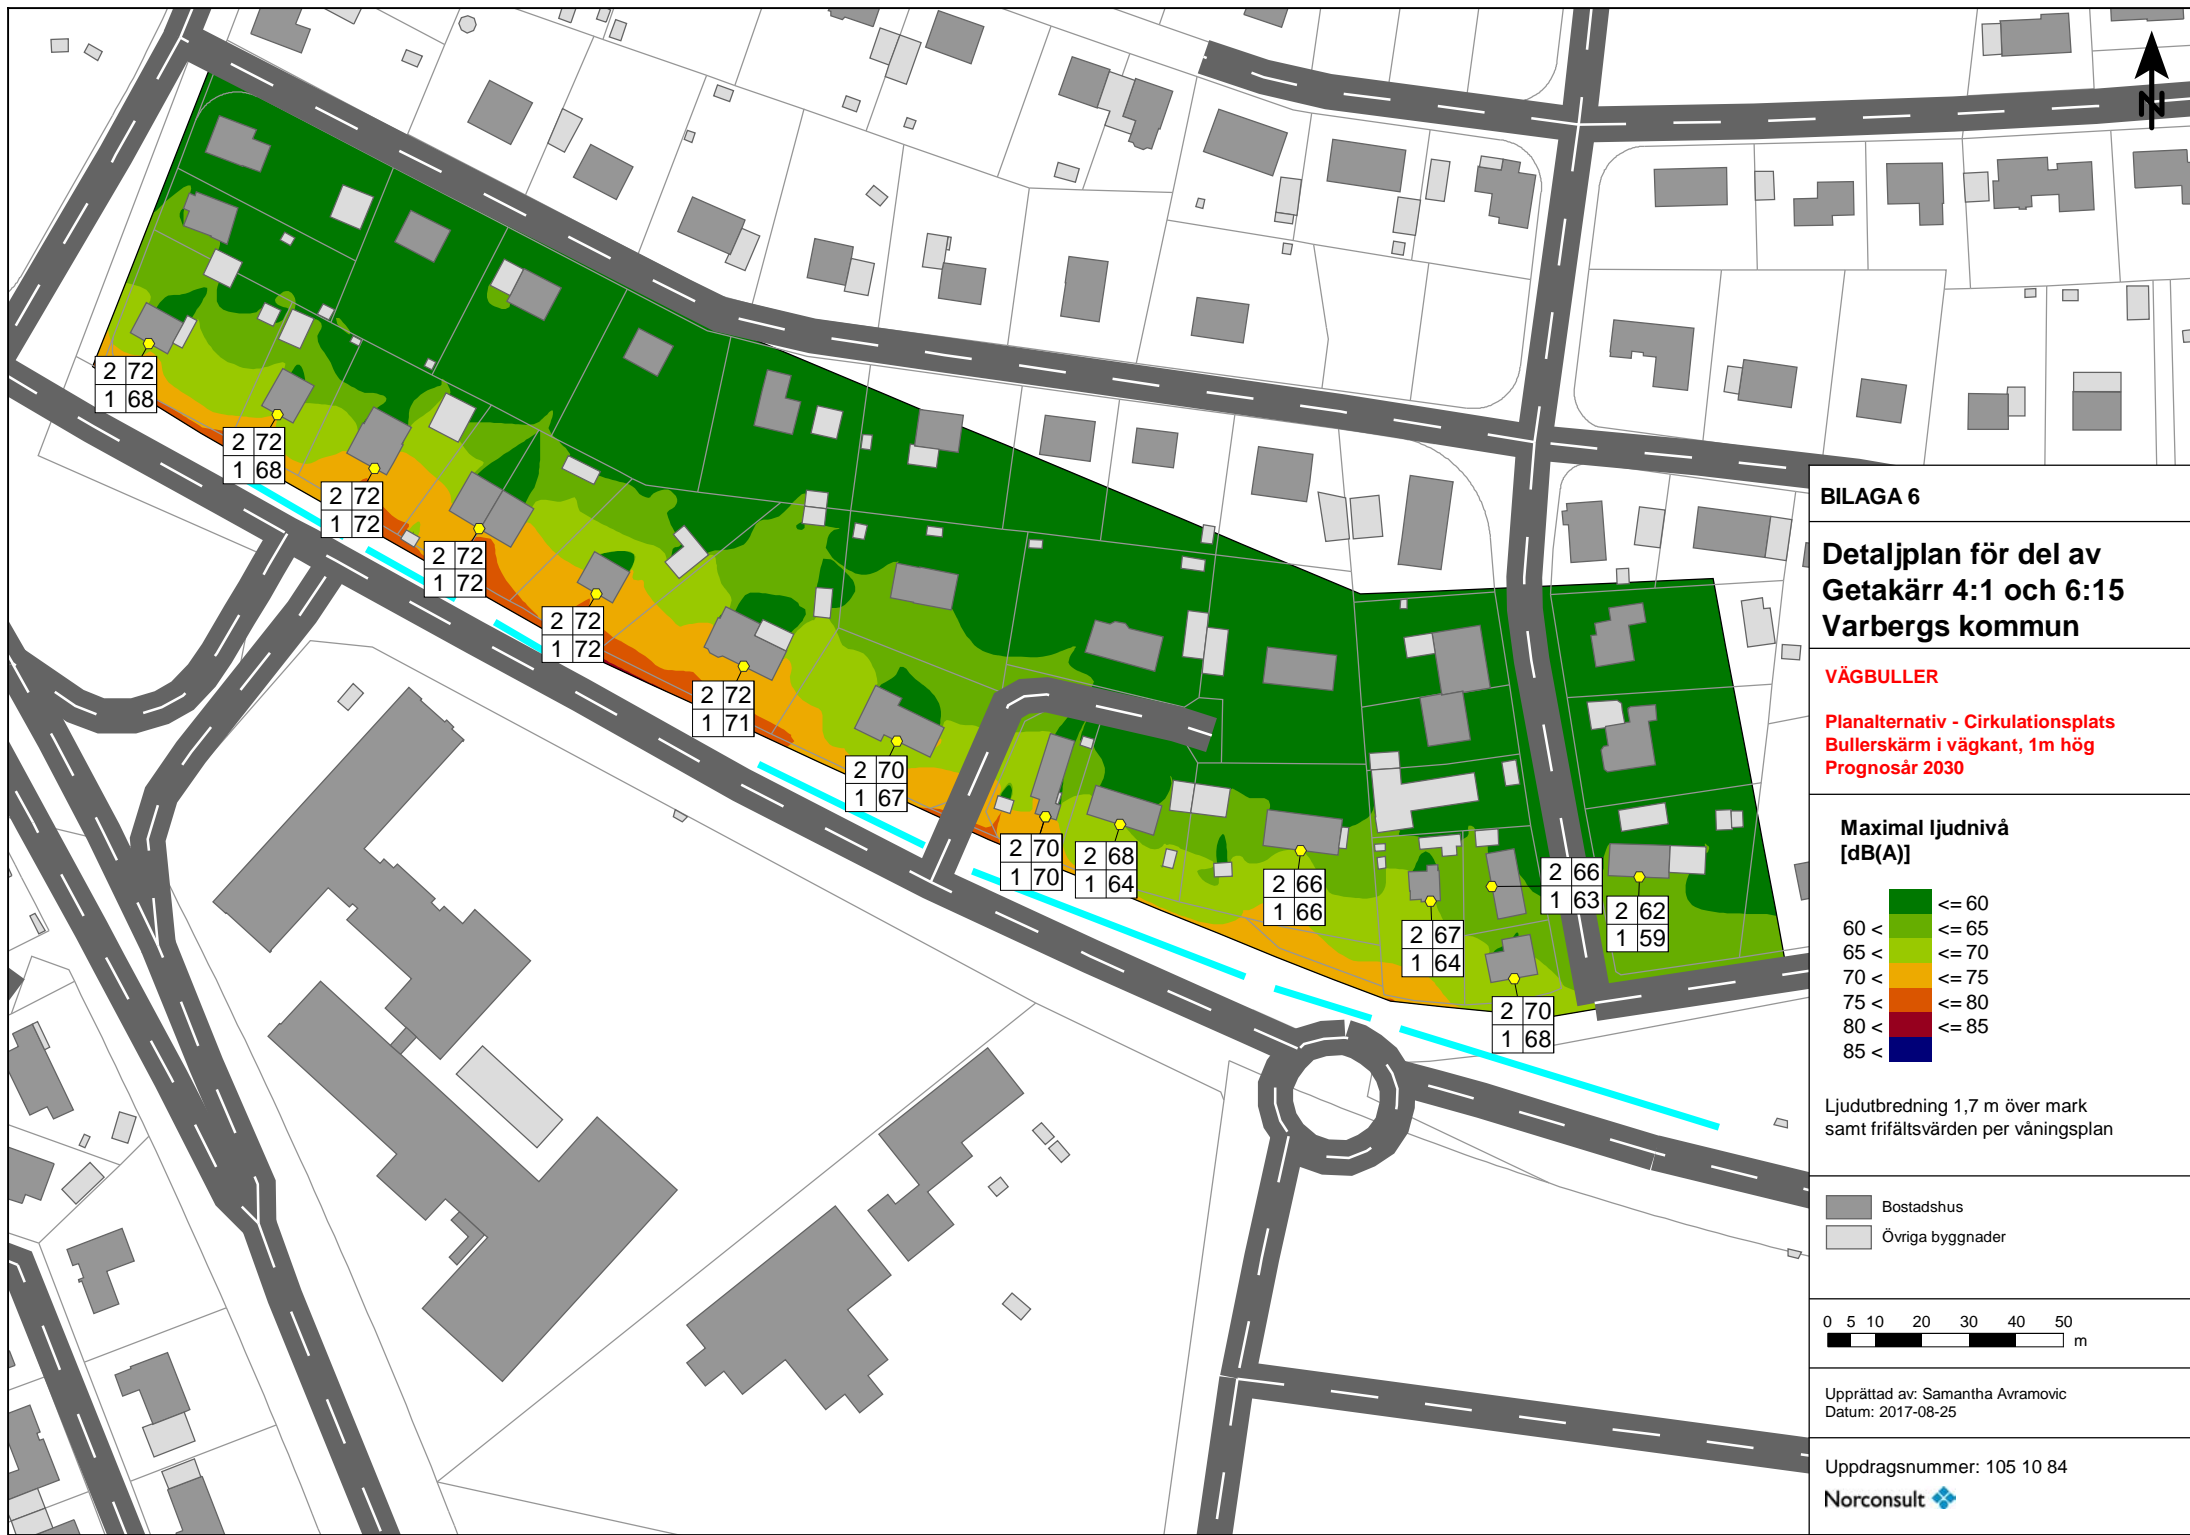 N
2 72
1 68
2 72
1 68
2 72
1 72
2 72
1 72
2 72
1 72
2 72
1 71
2 70
1 67
2 70
1 70
2 68
1 64
2 66
1 66
2 67
1 64
2 66
1 63
2 62
1 59
2 70
1 68
BILAGA 6
Detaljplan för del av
Getakärr 4:1 och 6:15
Varbergs kommun
VÄGBULLER
Planalternativ - Cirkulationsplats
Bullerskärm i vägkant, 1m hög
Prognosår 2030
Maximal ljudnivå
[dB(A)]
<= 60
60 < <= 65
65 < <= 70
70 < <= 75
75 < <= 80
80 < <= 85
85 <
Ljudutbredning 1,7 m över mark
samt frifältsvärden per våningsplan
Bostadshus
Övriga byggnader
0 5 10 20 30 40 50
m
Upprättad av: Samantha Avramovic
Datum: 2017-08-25
Uppdragsnummer: 105 10 84
Norconsult